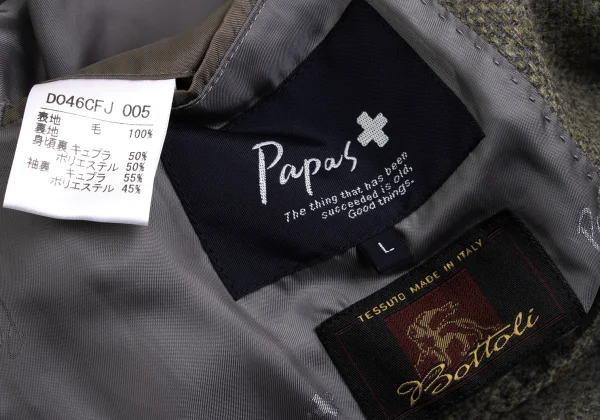 DO46CFJ 005
表地
毛 100%
裏地
身頃裏 キュプラ 50%
ポリエステル 50%
袖裏 キュプラ 55%
ポリエステル 45%
Papas
The thing that has been
succeeded is old,
Good things.
L
TESSUTO MADE IN ITALY
Bottoli